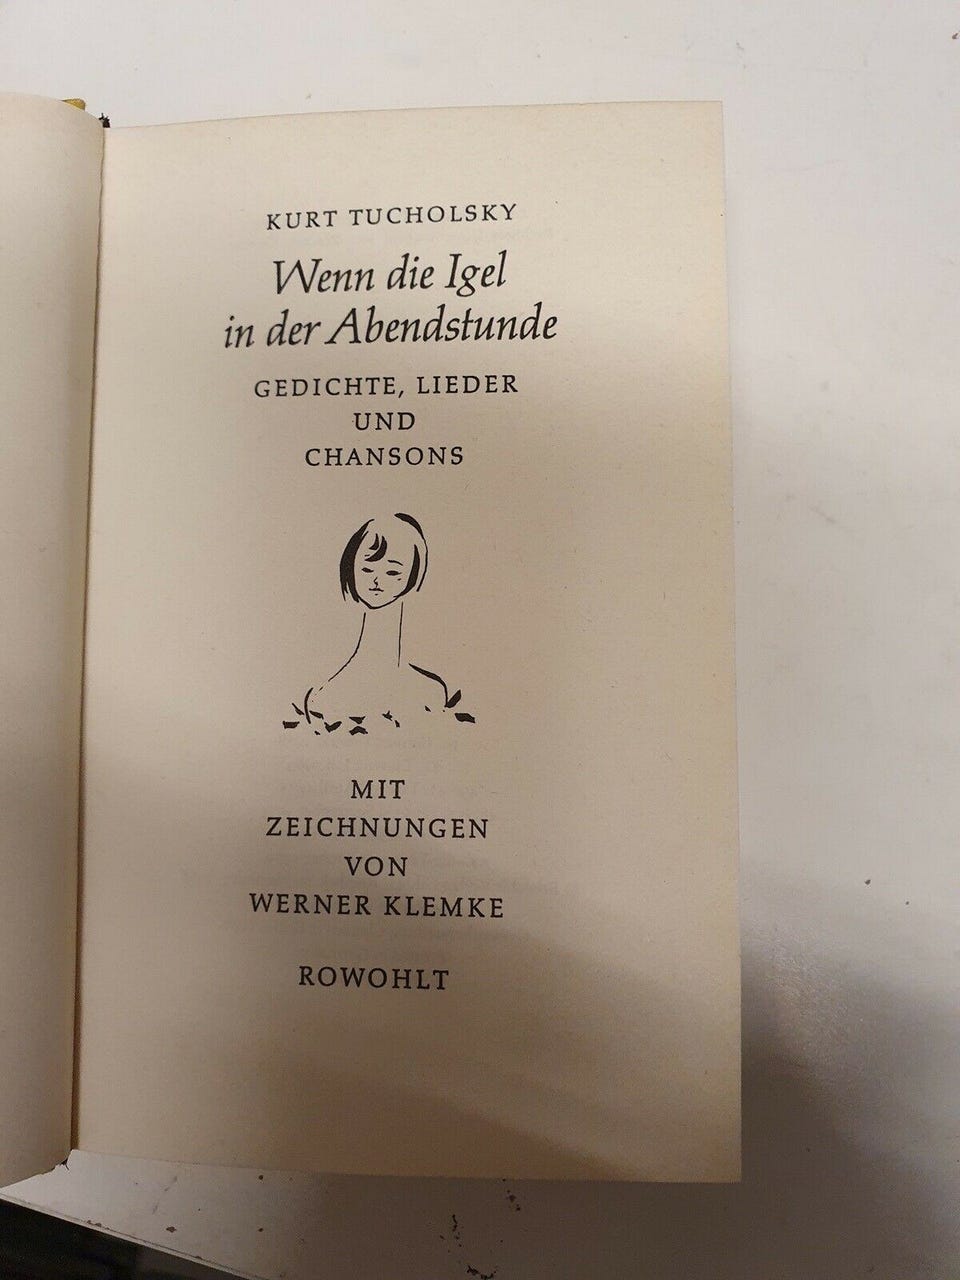 KURT TUCHOLSKY
Wenn die Igel
in der Abendstunde
GEDICHTE, LIEDER
UND
CHANSONS
MIT
ZEICHNUNGEN
VON
WERNER KLEMKE
ROWOHLT